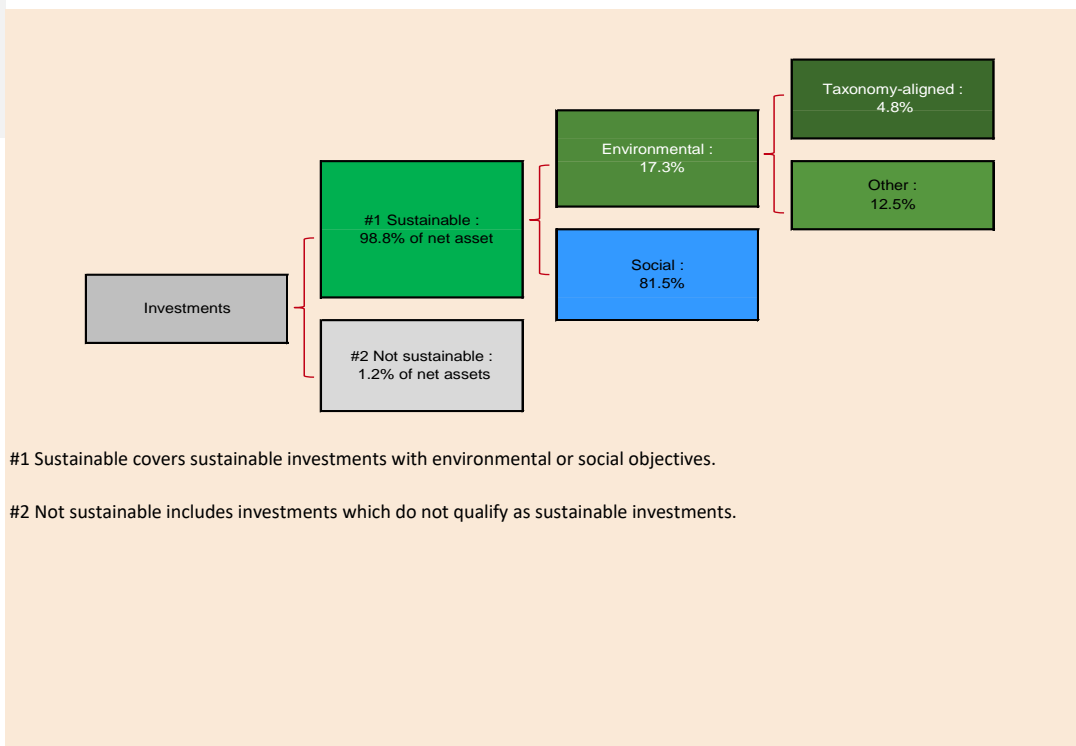 Taxonomy-aligned :
4.8%
Environmental :
17.3%
Other :
12.5%
#1 Sustainable :
98.8% of net asset
Social :
81.5%
Investments
#2 Not sustainable :
1.2% of net assets
#1 Sustainable covers sustainable investments with environmental or social objectives.
#2 Not sustainable includes investments which do not qualify as sustainable investments.